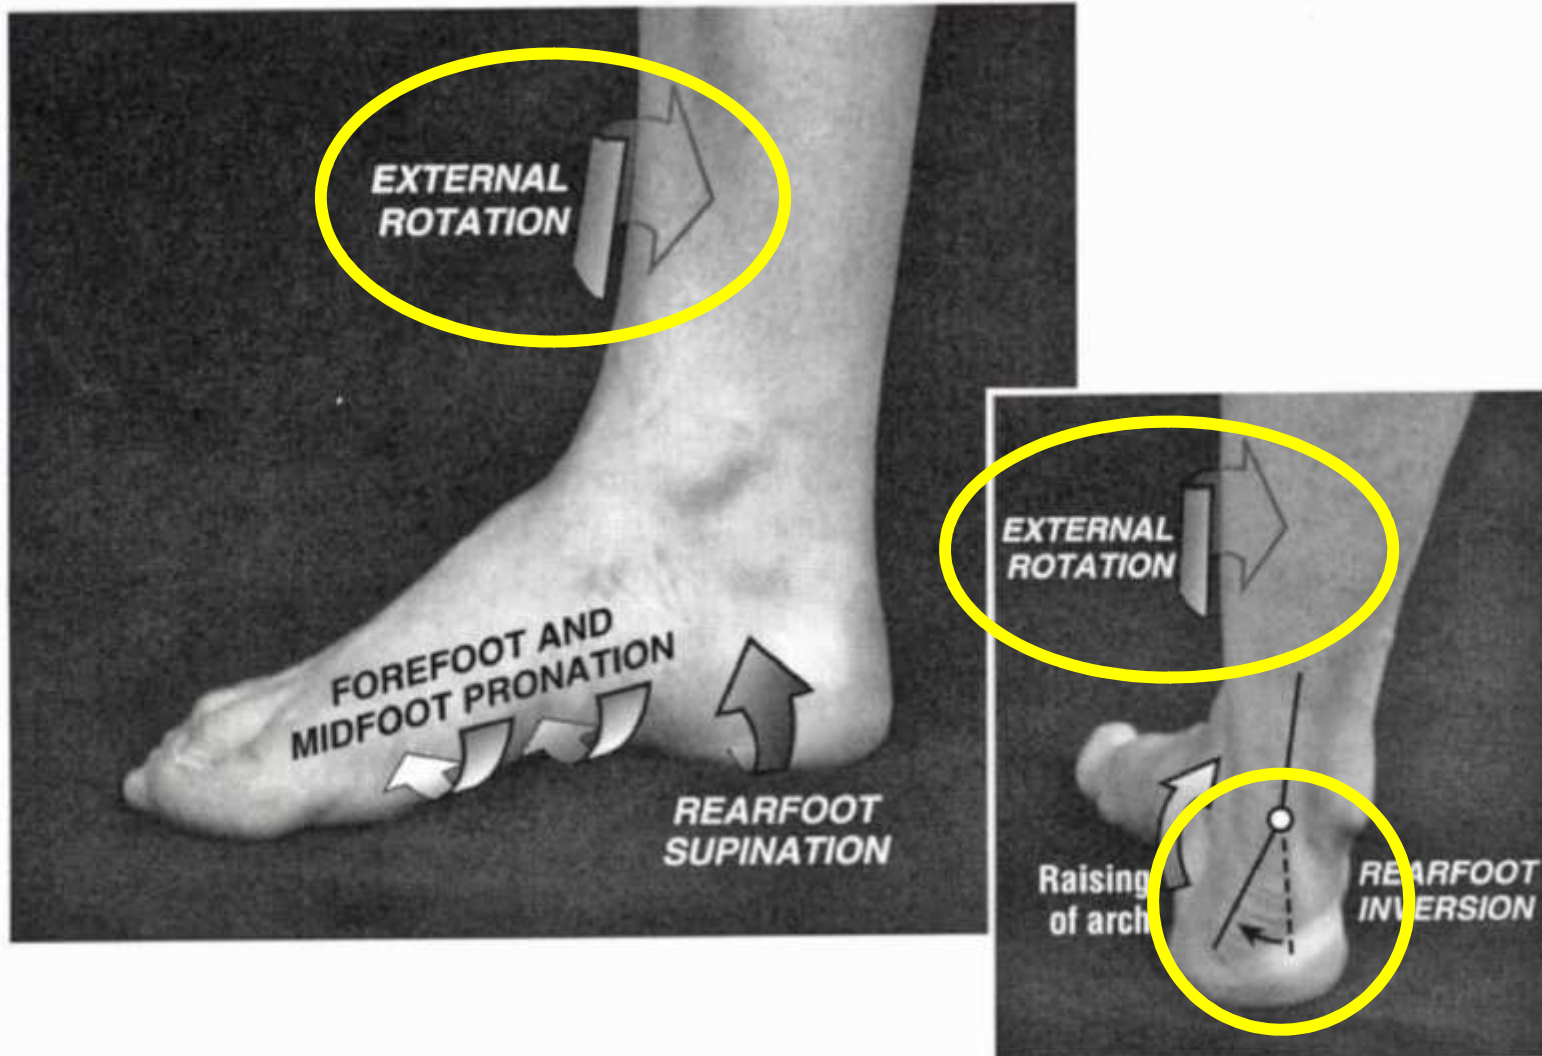 EXTERNAL
ROTATION
FOREFOOT AND
MIDFOOT PRONATION
REARFOOT
SUPINATION
EXTERNAL
ROTATION
Raising
of arch
REARFOOT
INVERSION